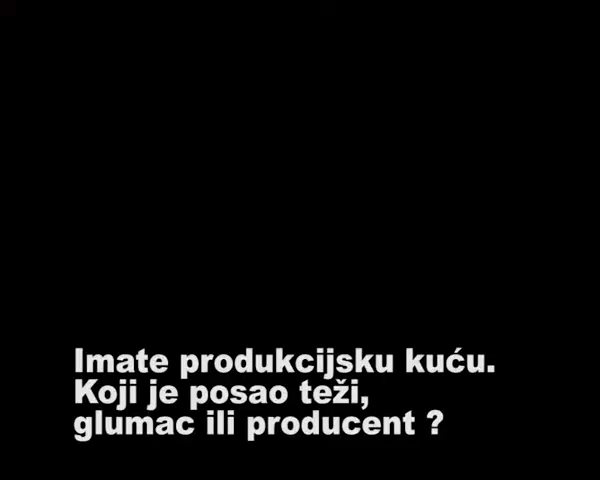 Imate produkcijsku kuću.
Koji je posao teži,
glumac ili producent ?